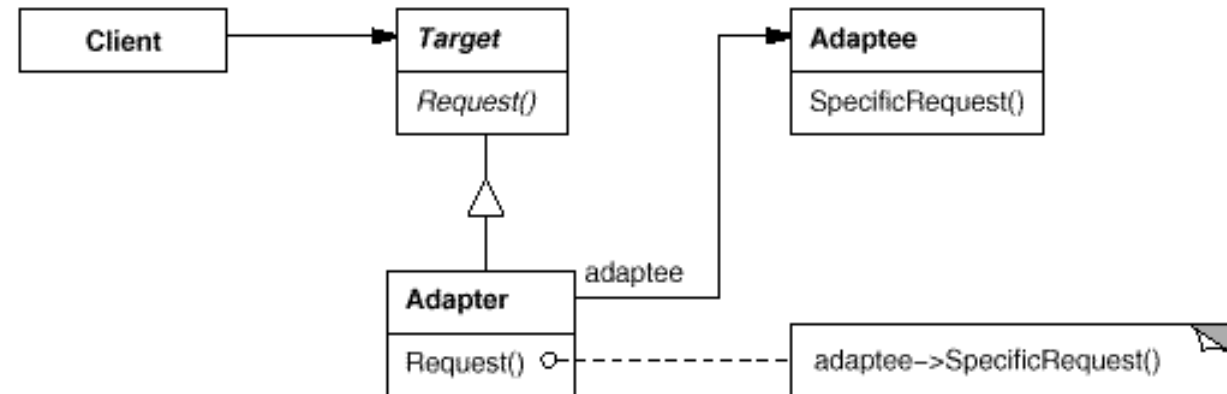 Client
Target
Request()
Adaptee
SpecificRequest()
adaptee
Adapter
Request()
adaptee->SpecificRequest()